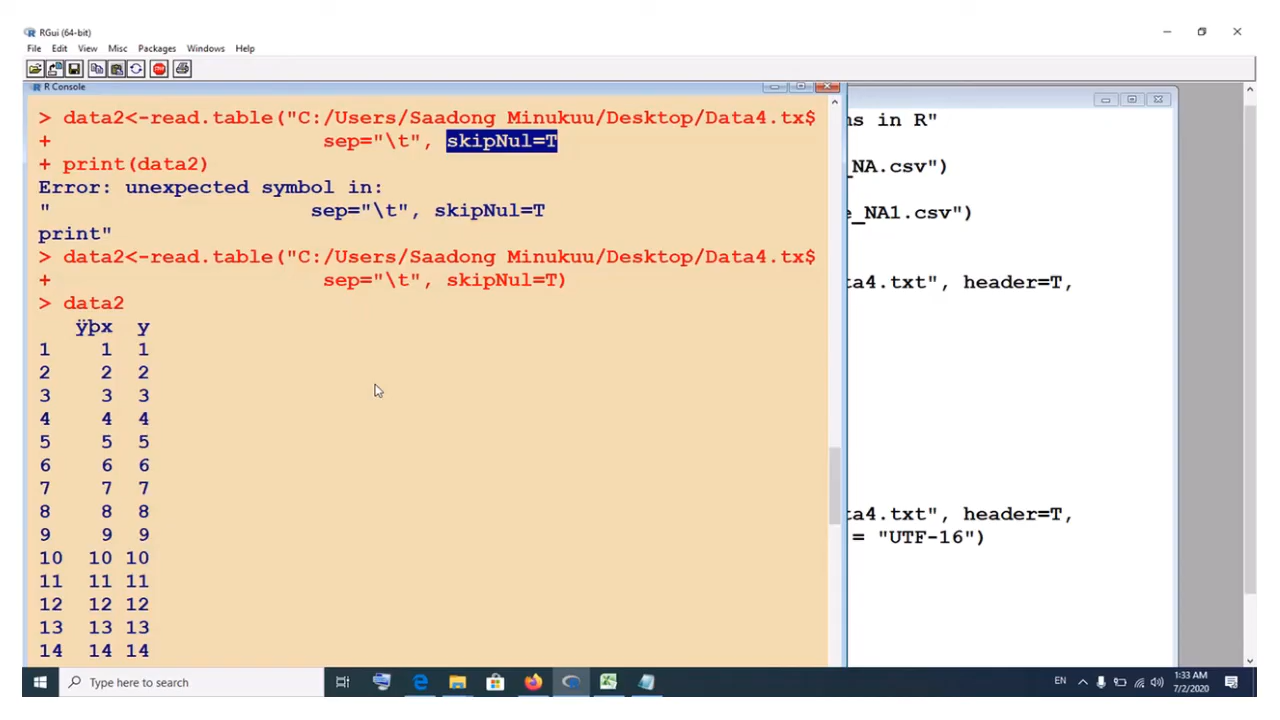 RGui (64-bit)
File Edit View Misc Packages Windows Help
R Console
> data2<-read.table("C:/Users/Saadong Minukuu/Desktop/Data4.tx$
+ sep="\t", skipNul=T
+ print(data2)
Error: unexpected symbol in:
" sep="\t", skipNul=T
print"
> data2<-read.table("C:/Users/Saadong Minukuu/Desktop/Data4.tx$
+ sep="\t", skipNul=T)
> data2
ÿþx y
1 1 1
2 2 2
3 3 3
4 4 4
5 5 5
6 6 6
7 7 7
8 8 8
9 9 9
10 10 10
11 11 11
12 12 12
13 13 13
14 14 14
ns in R"
_NA.csv")
e_NA1.csv")
ta4.txt", header=T,
ta4.txt", header=T,
= "UTF-16")
Type here to search
EN
1:33 AM
7/2/2020